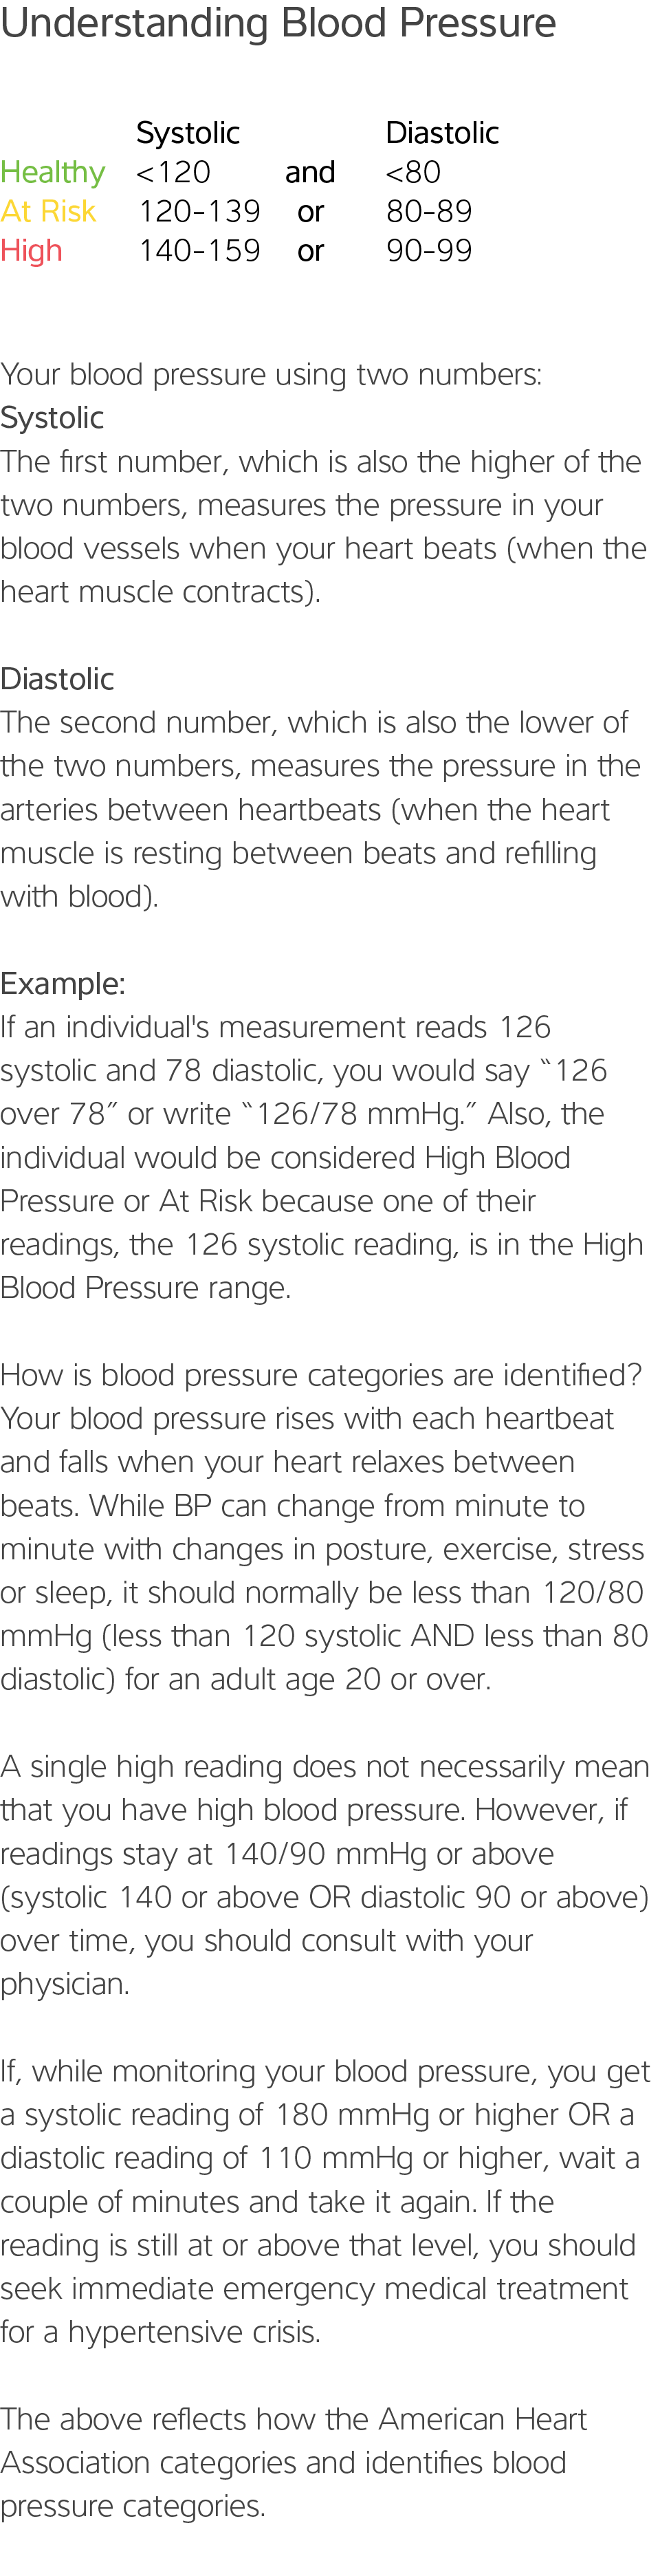 Understanding Blood Pressure
Systolic Diastolic
Healthy <120 and <80
At Risk 120-139 or 80-89
High 140-159 or 90-99
Your blood pressure using two numbers:
Systolic
The first number, which is also the higher of the
two numbers, measures the pressure in your
blood vessels when your heart beats (when the
heart muscle contracts).
Diastolic
The second number, which is also the lower of
the two numbers, measures the pressure in the
arteries between heartbeats (when the heart
muscle is resting between beats and refilling
with blood).
Example:
If an individual's measurement reads 126
systolic and 78 diastolic, you would say “126
over 78” or write “126/78 mmHg.” Also, the
individual would be considered High Blood
Pressure or At Risk because one of their
readings, the 126 systolic reading, is in the High
Blood Pressure range.
How is blood pressure categories are identified?
Your blood pressure rises with each heartbeat
and falls when your heart relaxes between
beats. While BP can change from minute to
minute with changes in posture, exercise, stress
or sleep, it should normally be less than 120/80
mmHg (less than 120 systolic AND less than 80
diastolic) for an adult age 20 or over.
A single high reading does not necessarily mean
that you have high blood pressure. However, if
readings stay at 140/90 mmHg or above
(systolic 140 or above OR diastolic 90 or above)
over time, you should consult with your
physician.
If, while monitoring your blood pressure, you get
a systolic reading of 180 mmHg or higher OR a
diastolic reading of 110 mmHg or higher, wait a
couple of minutes and take it again. If the
reading is still at or above that level, you should
seek immediate emergency medical treatment
for a hypertensive crisis.
The above reflects how the American Heart
Association categories and identifies blood
pressure categories.